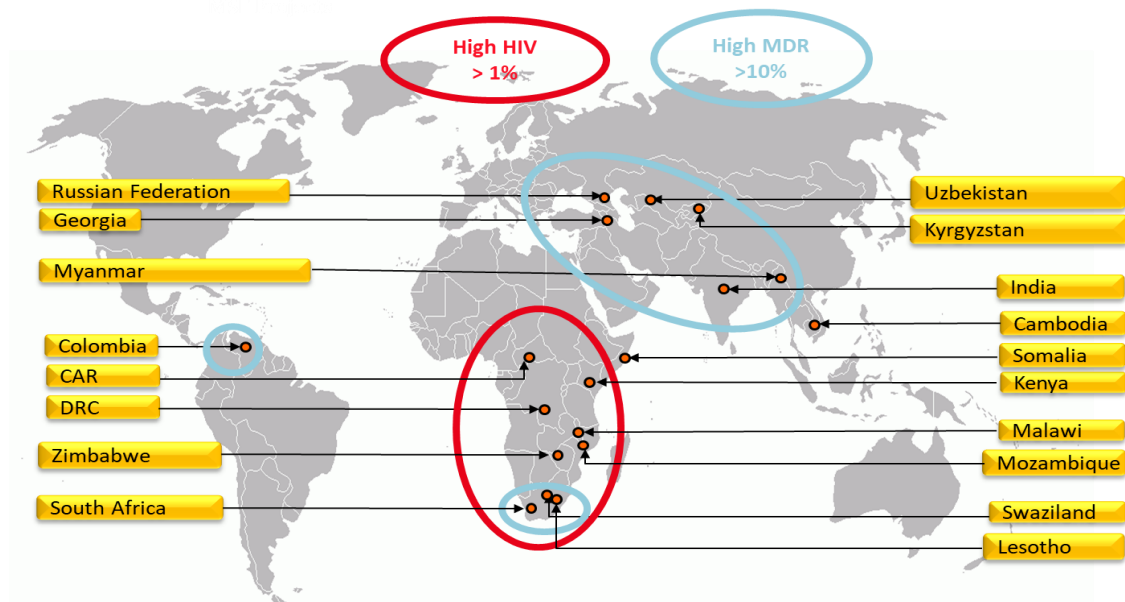 High HIV
> 1%
High MDR
>10%
Russian Federation
Georgia
Myanmar
Colombia
CAR
DRC
Zimbabwe
South Africa
Uzbekistan
Kyrgyzstan
India
Cambodia
Somalia
Kenya
Malawi
Mozambique
Swaziland
Lesotho